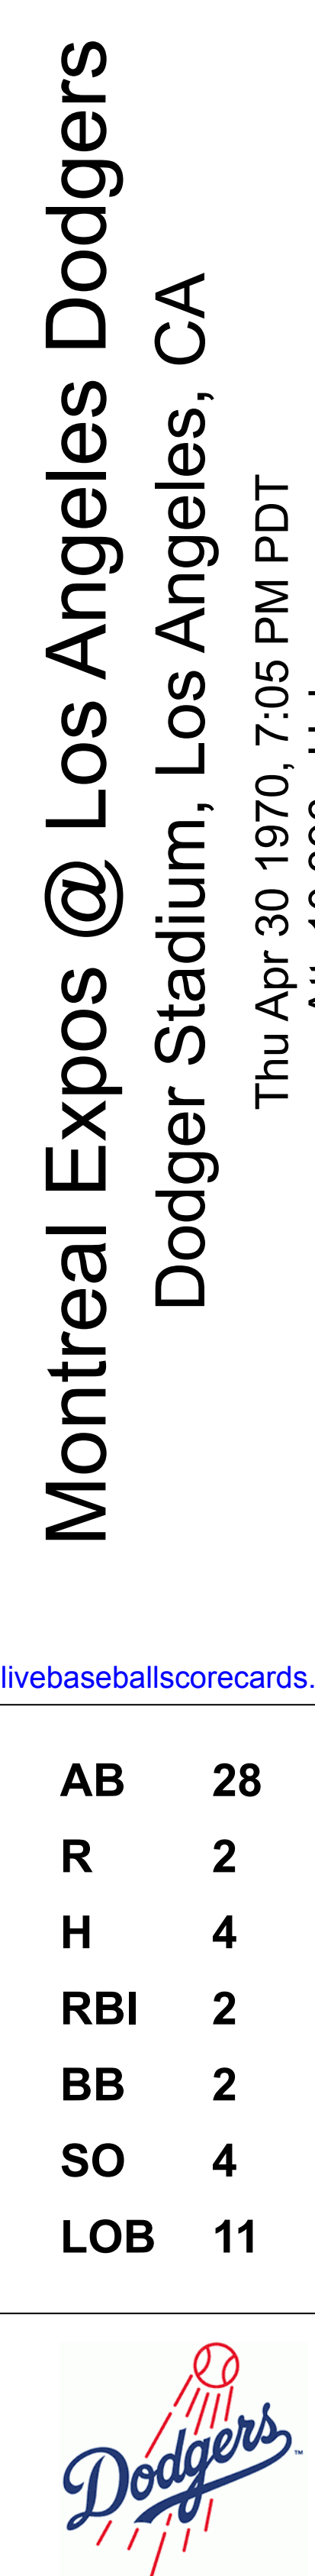 Montreal Expos @ Los Angeles Dodgers
Dodger Stadium, Los Angeles, CA
Thu Apr 30 1970, 7:05 PM PDT
livebaseballscorecards.
AB 28
R 2
H 4
RBI 2
BB 2
SO 4
LOB 11
Dodgers
TM